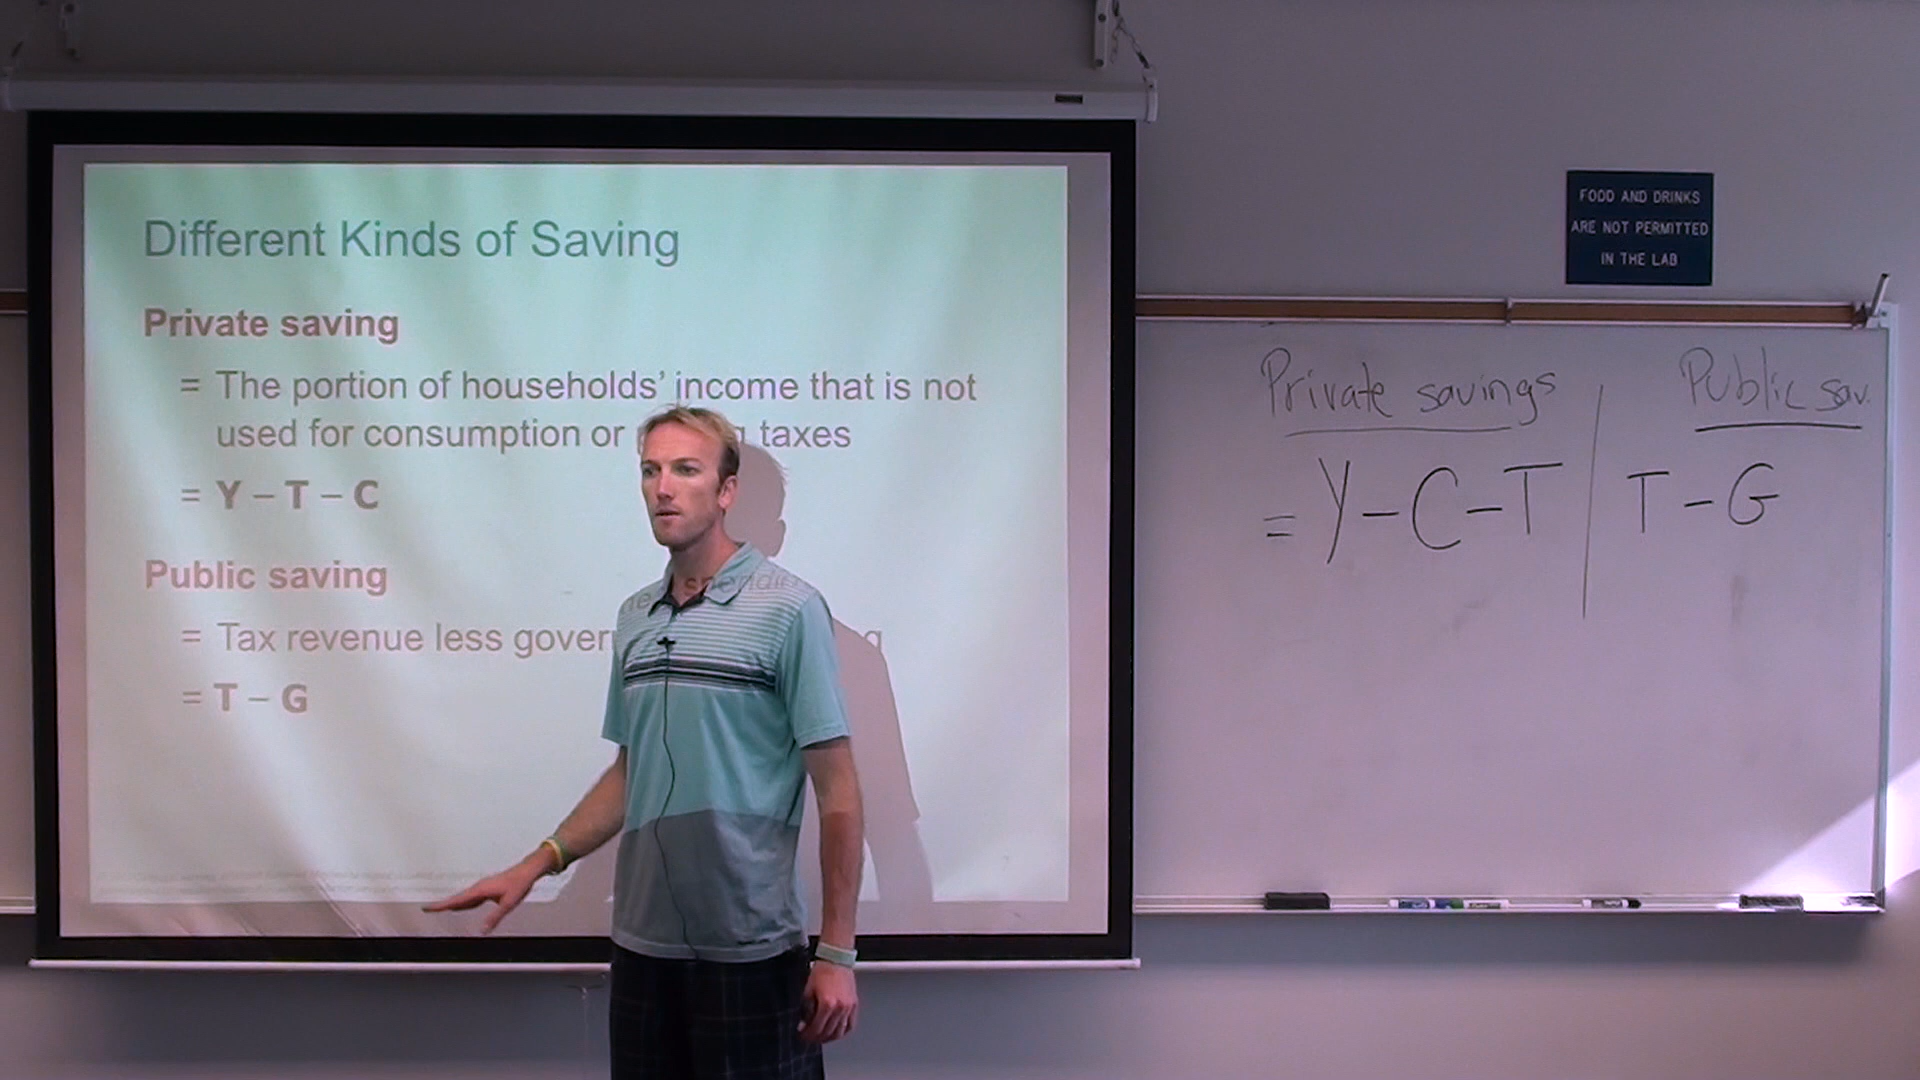 Different Kinds of Saving
Private saving
= The portion of households' income that is not
used for consumption or taxes
= Y – T – C
Public saving
= Tax revenue less
= T – G
FOOD AND DRINKS
ARE NOT PERMITTED
IN THE LAB
Private savings
= Y – C – T
Public sav.
T – G